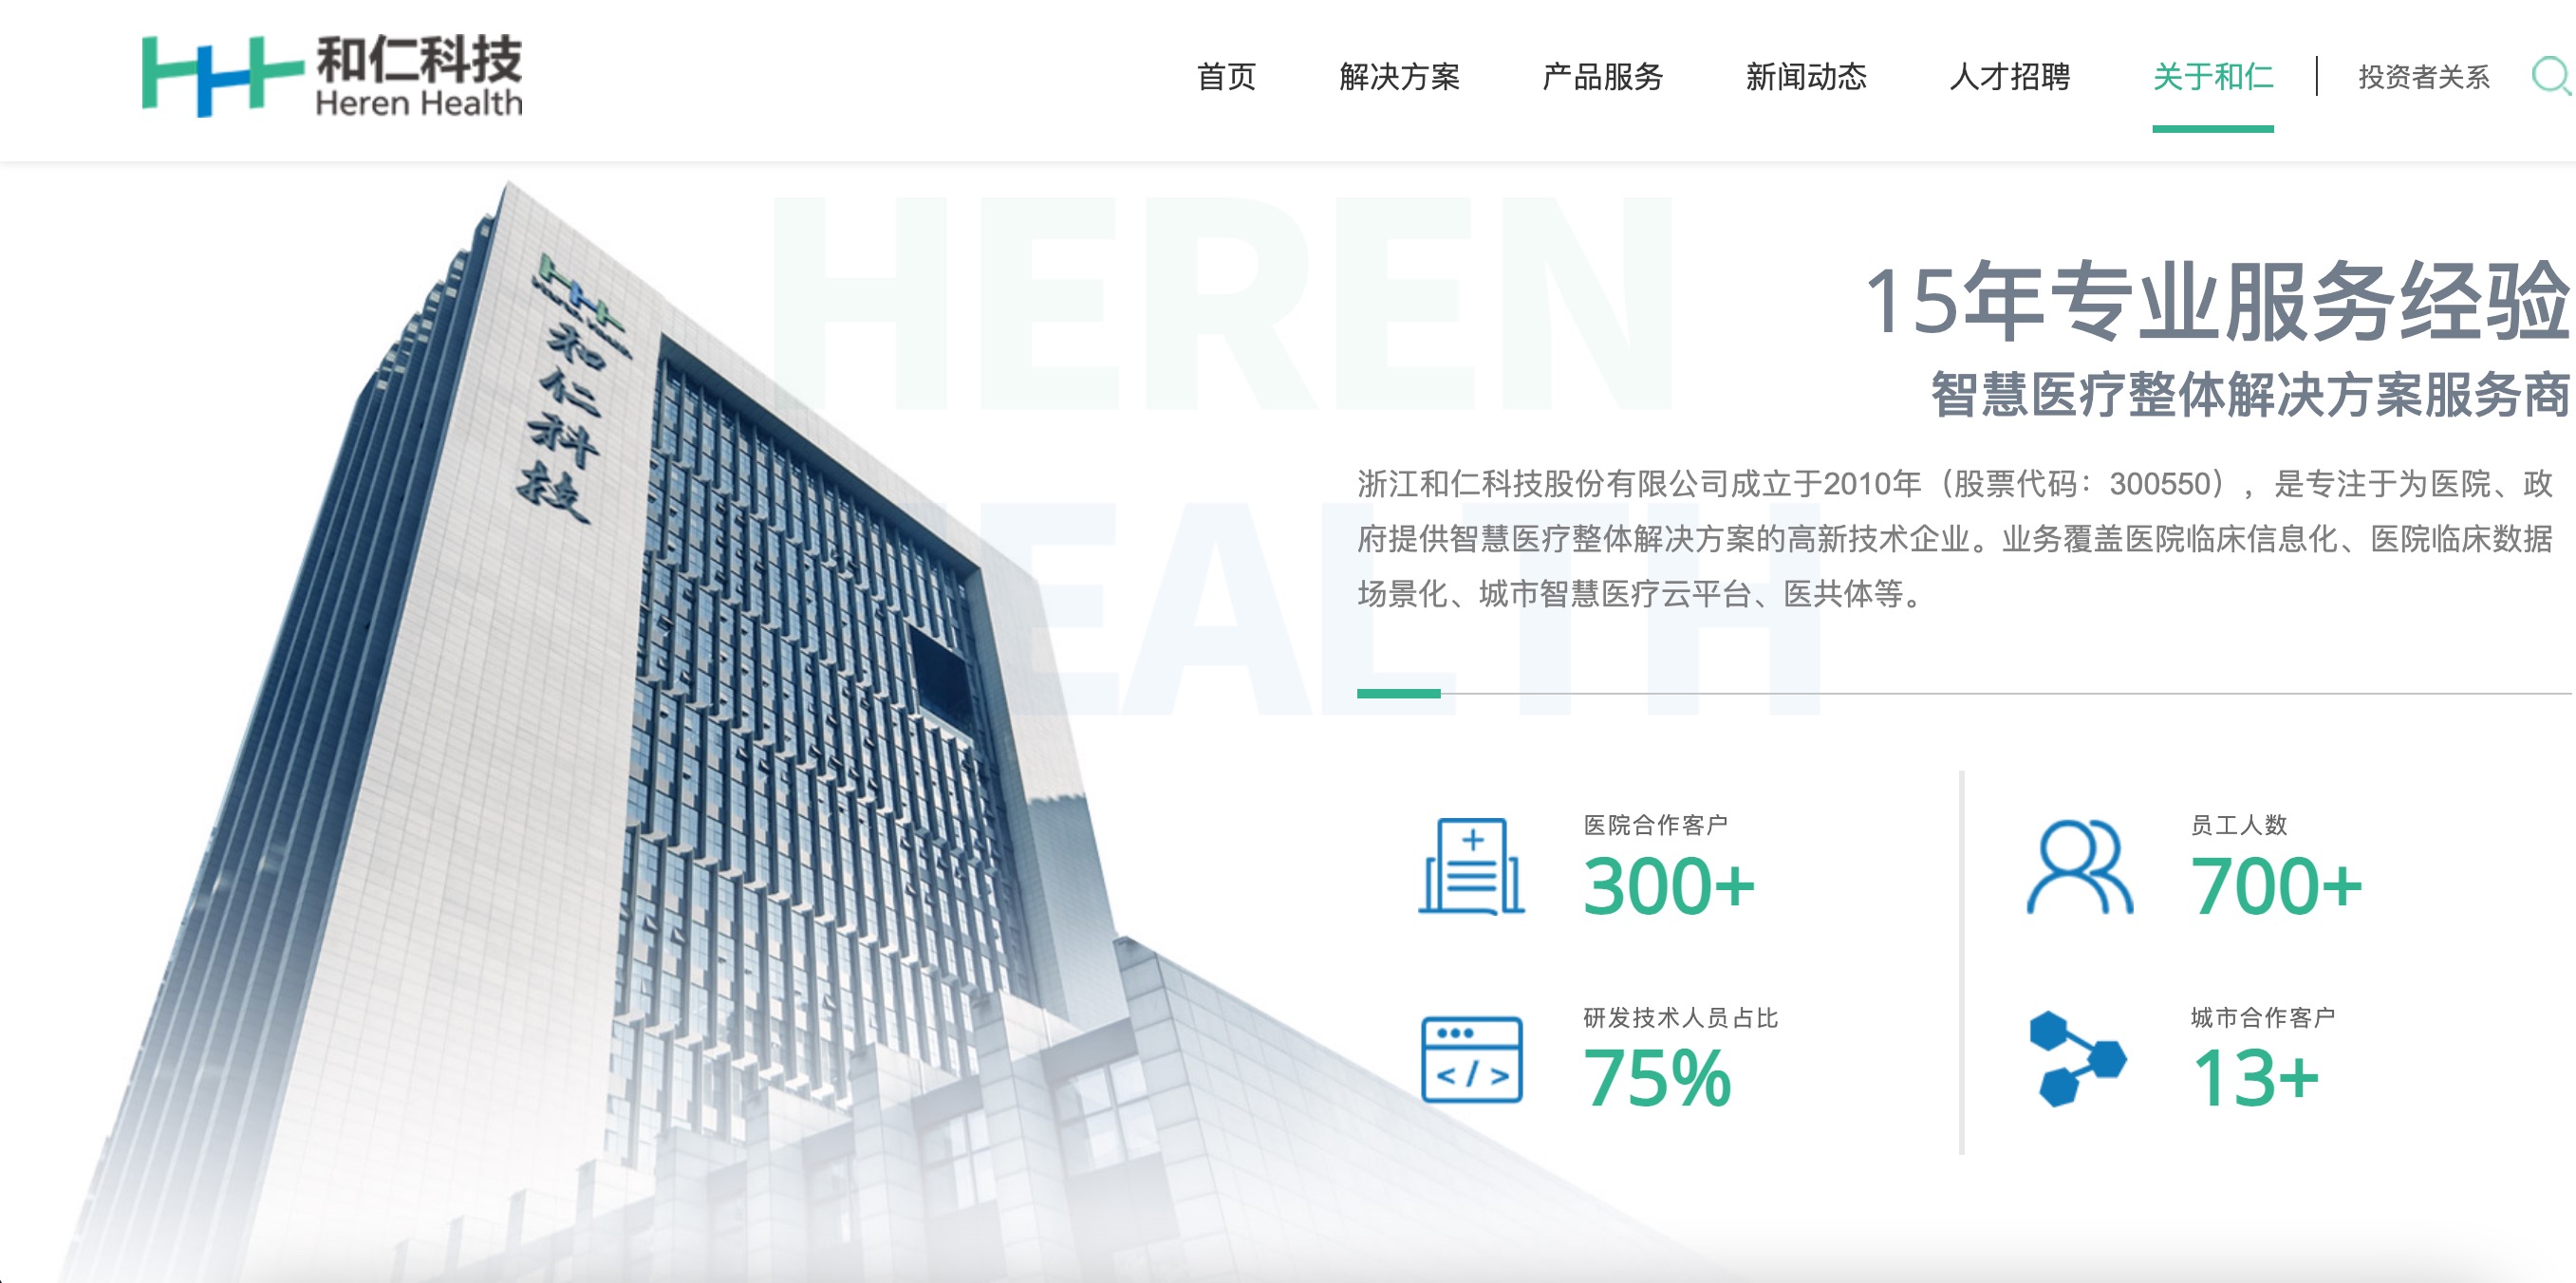 和仁科技
Heren Health
首页 解决方案 产品服务 新闻动态 人才招聘 关于和仁 投资者关系
HEREN
HEALTH
和仁科技
15年专业服务经验
智慧医疗整体解决方案服务商
浙江和仁科技股份有限公司成立于2010年（股票代码：300550），是专注于为医院、政
府提供智慧医疗整体解决方案的高新技术企业。业务覆盖医院临床信息化、医院临床数据
场景化、城市智慧医疗云平台、医共体等。
医院合作客户
300+
员工人数
700+
研发技术人员占比
75%
城市合作客户
13+